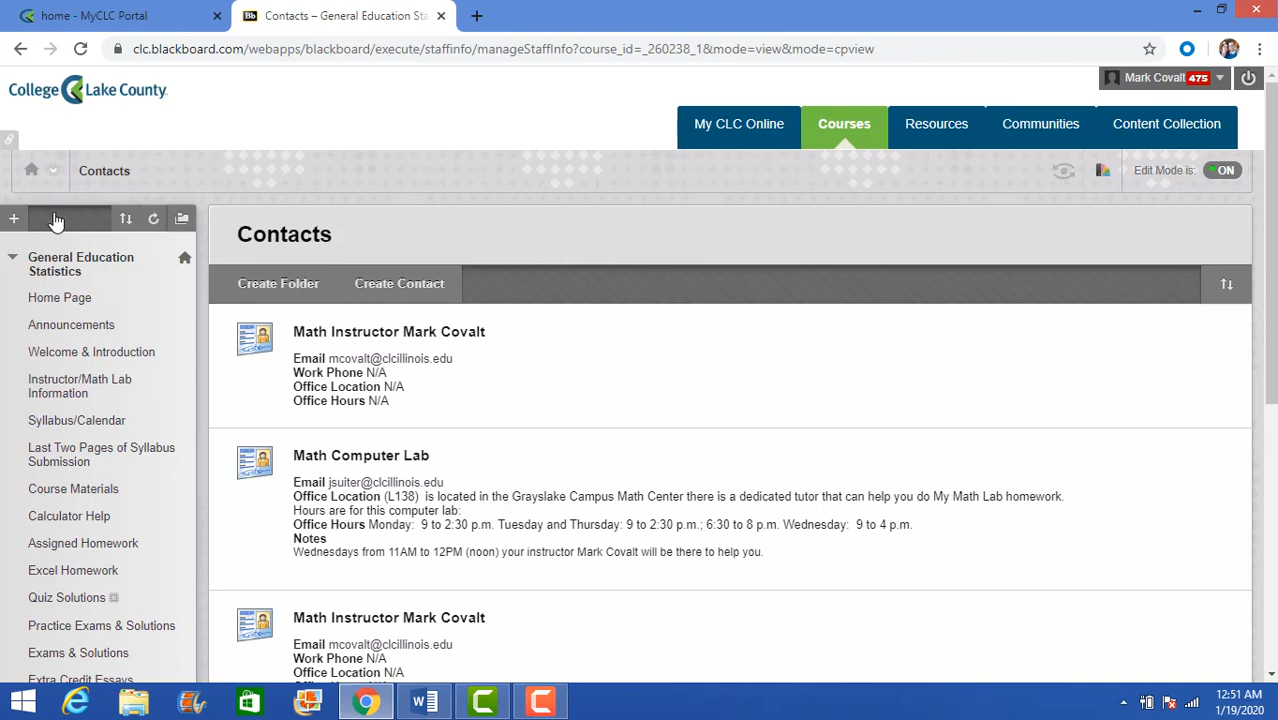 home - MyCLC Portal
Bb Contacts – General Education Sta
clc.blackboard.com/webapps/blackboard/execute/staffinfo/manageStaffInfo?course_id=_260238_1&mode=view&mode=cpview
College Lake County
Mark Covalt 475
My CLC Online Courses Resources Communities Content Collection
Contacts
Edit Mode is: ON
General Education
Statistics
Home Page
Announcements
Welcome & Introduction
Instructor/Math Lab
Information
Syllabus/Calendar
Last Two Pages of Syllabus
Submission
Course Materials
Calculator Help
Assigned Homework
Excel Homework
Quiz Solutions
Practice Exams & Solutions
Exams & Solutions
Extra Credit Essays
Contacts
Create Folder Create Contact
Math Instructor Mark Covalt
Email mcovalt@clcillinois.edu
Work Phone N/A
Office Location N/A
Office Hours N/A
Math Computer Lab
Email jsuiter@clcillinois.edu
Office Location (L138) is located in the Grayslake Campus Math Center there is a dedicated tutor that can help you do My Math Lab homework.
Hours are for this computer lab:
Office Hours Monday: 9 to 2:30 p.m. Tuesday and Thursday: 9 to 2:30 p.m.; 6:30 to 8 p.m. Wednesday: 9 to 4 p.m.
Notes
Wednesdays from 11AM to 12PM (noon) your instructor Mark Covalt will be there to help you.
Math Instructor Mark Covalt
Email mcovalt@clcillinois.edu
Work Phone N/A
Office Location N/A
12:51 AM
1/19/2020